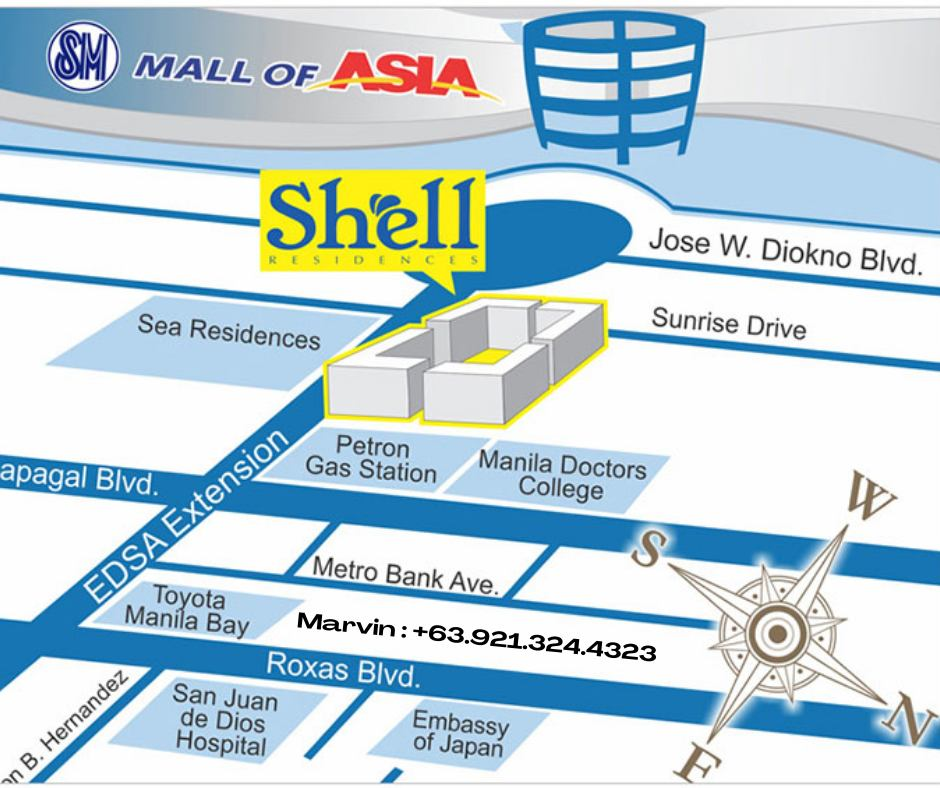 SM MALL OF ASIA
Shell
RESIDENCES
Jose W. Diokno Blvd.
Sunrise Drive
Sea Residences
Petron
Gas Station
Manila Doctors
College
apagal Blvd.
EDSA Extension
W
S
Metro Bank Ave.
Toyota
Manila Bay
Marvin : +63.921.324.4323
Roxas Blvd.
San Juan
de Dios
Hospital
Embassy
of Japan
on B. Hernandez
N
E